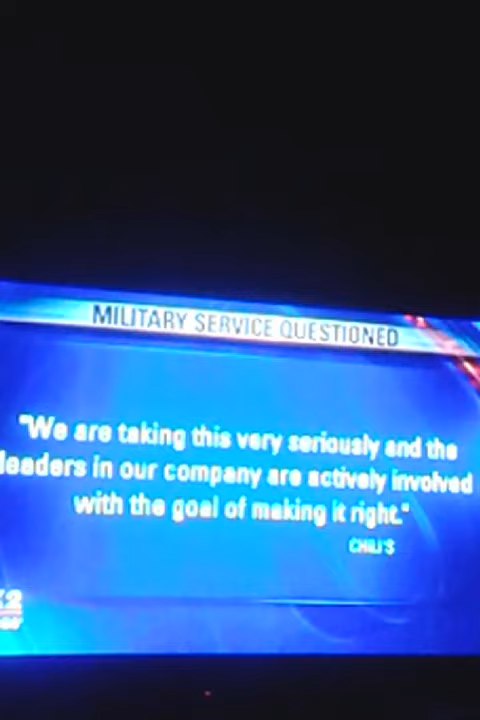 MILITARY SERVICE QUESTIONED
"We are taking this very seriously and the
leaders in our company are actively involved
with the goal of making it right."
CHILI'S